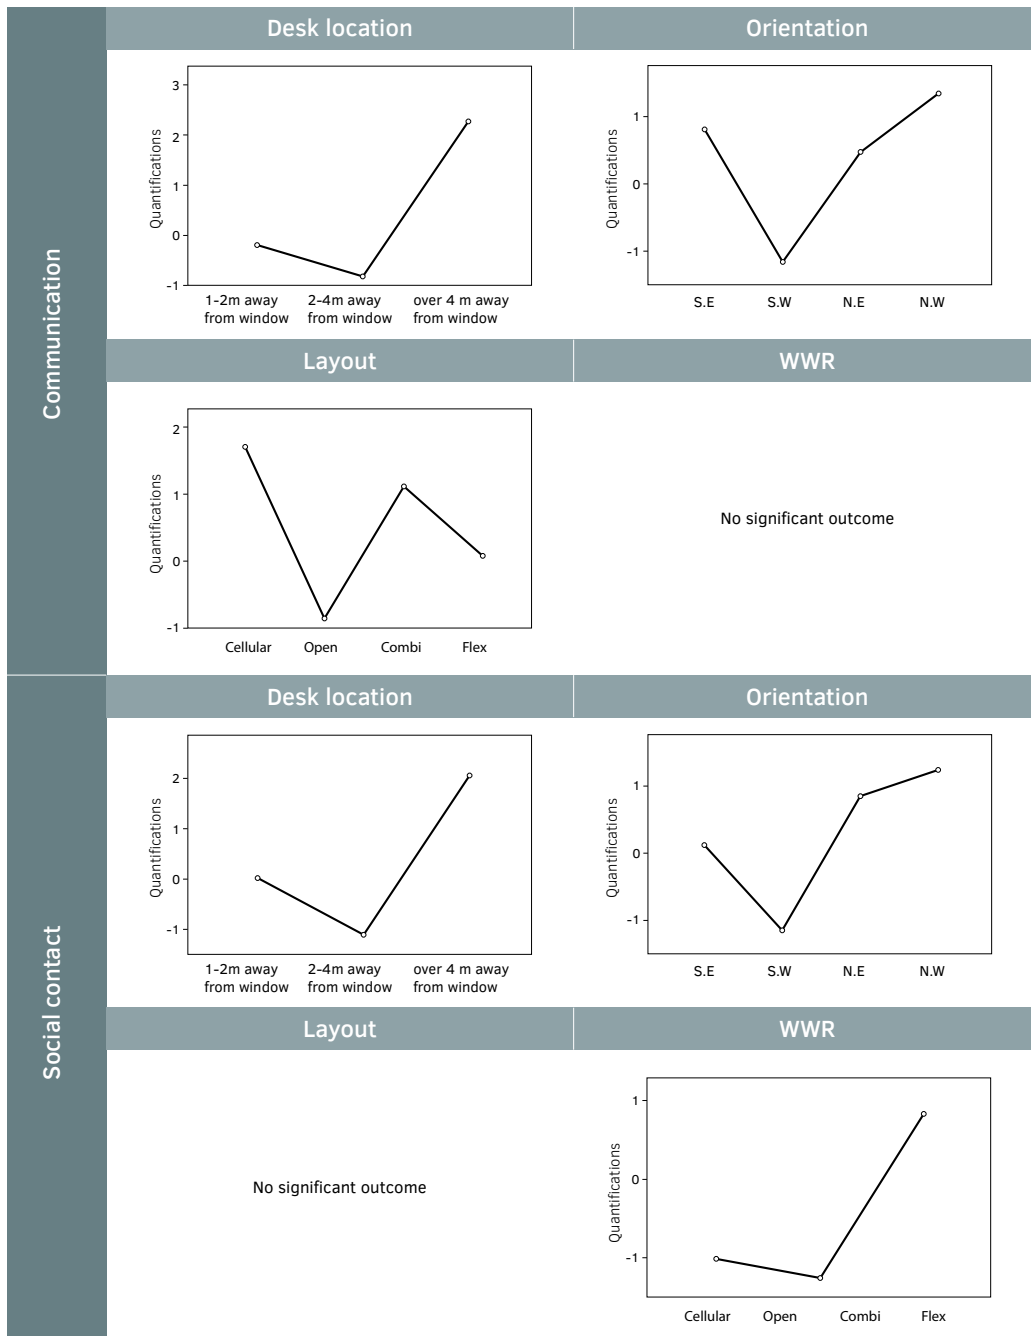 Communication
Desk location
Orientation
Quantifications
3
2
1
0
-1
1-2m away
from window
2-4m away
from window
over 4 m away
from window
Quantifications
1
0
-1
S.E
S.W
N.E
N.W
Layout
WWR
Quantifications
2
1
0
-1
Cellular
Open
Combi
Flex
No significant outcome
Social contact
Desk location
Orientation
Quantifications
2
1
0
-1
1-2m away
from window
2-4m away
from window
over 4 m away
from window
Quantifications
1
0
-1
S.E
S.W
N.E
N.W
Layout
WWR
No significant outcome
Quantifications
1
0
-1
Cellular
Open
Combi
Flex